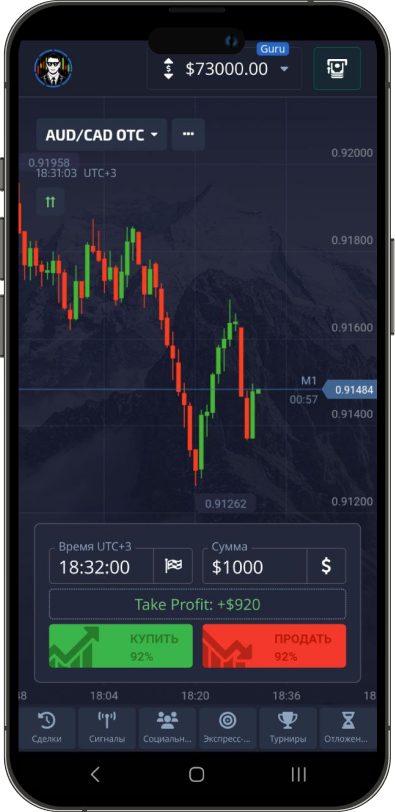 Guru
$73000.00
AUD/CAD OTC
0.92000
0.91958
18:31:03 UTC+3
0.91800
0.91600
M1
0.91484
00:57
0.91400
0.91262
0.91200
Время UTC+3
Сумма
18:32:00
$1000
$
Take Profit: +$920
КУПИТЬ
ПРОДАТЬ
92%
92%
48
18:04
18:20
18:36
18
Сделки
Сигналы
Социальн...
Экспресс-...
Турниры
Отложен...